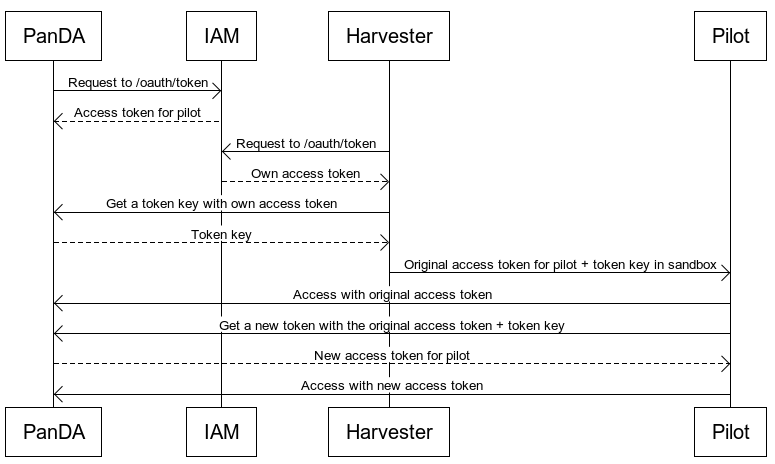 PanDA
IAM
Harvester
Pilot
Request to /oauth/token
Access token for pilot
Request to /oauth/token
Own access token
Get a token key with own access token
Token key
Original access token for pilot + token key in sandbox
Access with original access token
Get a new token with the original access token + token key
New access token for pilot
Access with new access token
PanDA
IAM
Harvester
Pilot